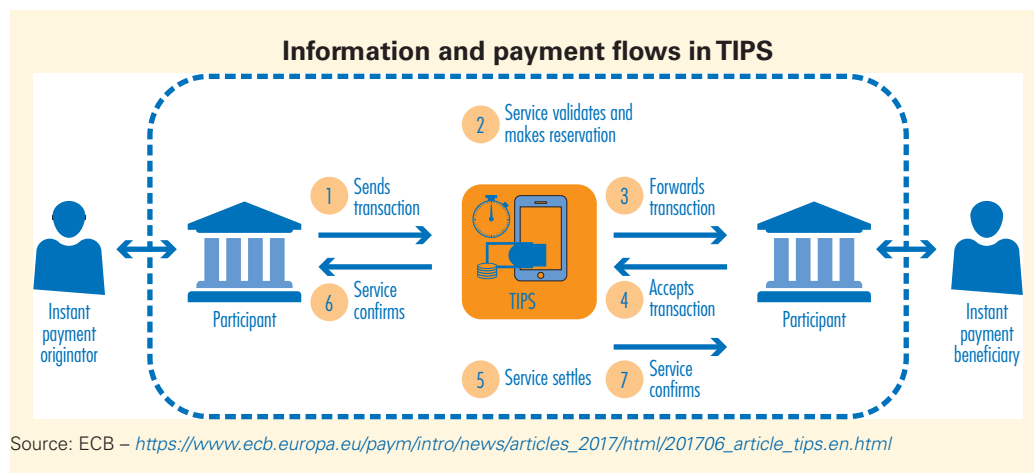 Information and payment flows in TIPS
2
Service validates and
makes reservation
1
Sends
transaction
3
Forwards
transaction
6
Service
confirms
TIPS
4
Accepts
transaction
Instant
payment
originator
Participant
Participant
Instant
payment
beneficiary
5
Service settles
7
Service
confirms
Source: ECB – https://www.ecb.europa.eu/paym/intro/news/articles_2017/html/201706_article_tips.en.html